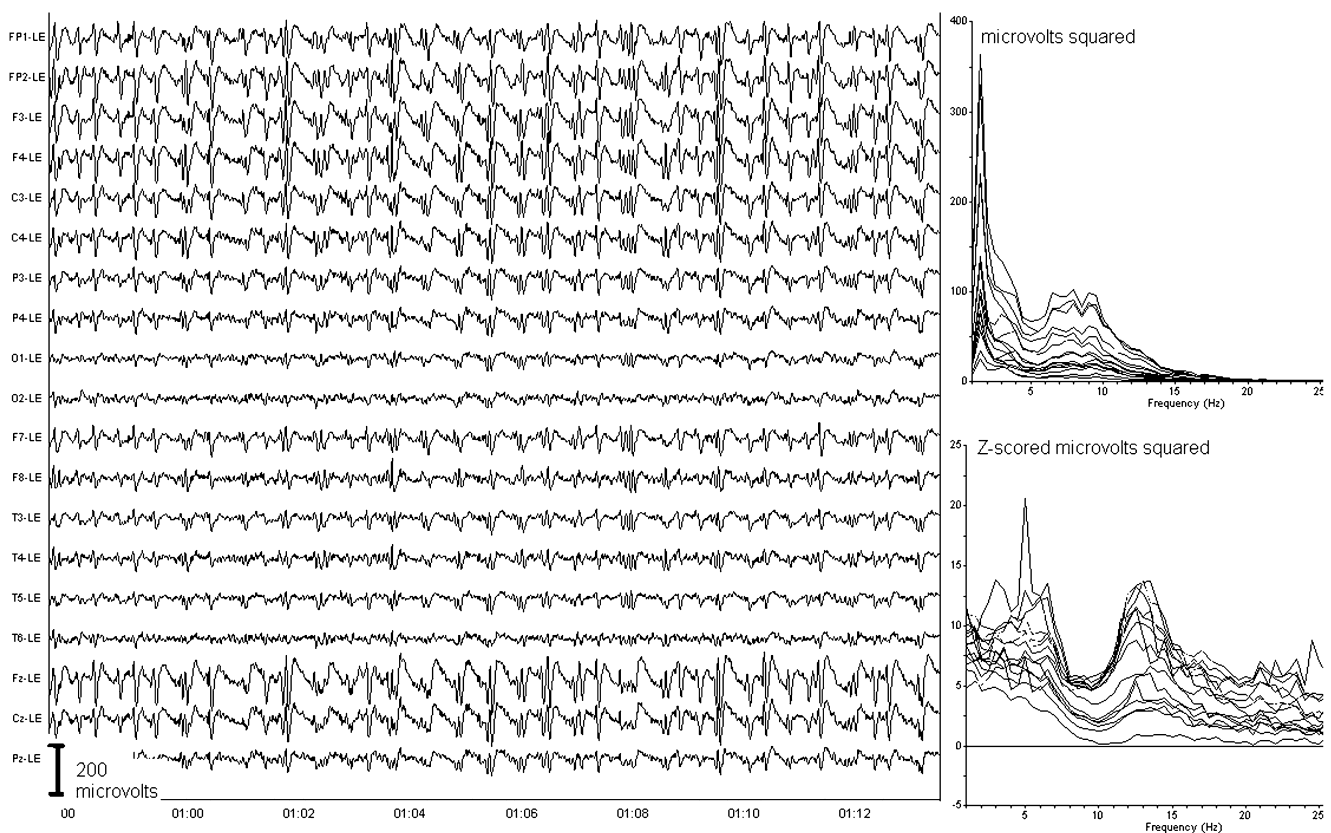 FP1-LE
FP2-LE
F3-LE
F4-LE
C3-LE
C4-LE
P3-LE
P4-LE
O1-LE
O2-LE
F7-LE
F8-LE
T3-LE
T4-LE
T5-LE
T6-LE
Fz-LE
Cz-LE
Pz-LE
200
microvolts
00 01:00 01:02 01:04 01:06 01:08 01:10 01:12
microvolts squared
400
300
200
100
0
5 10 15 20 25
Frequency (Hz)
Z-scored microvolts squared
25
20
15
10
5
0
-5
5 10 15 20 25
Frequency (Hz)